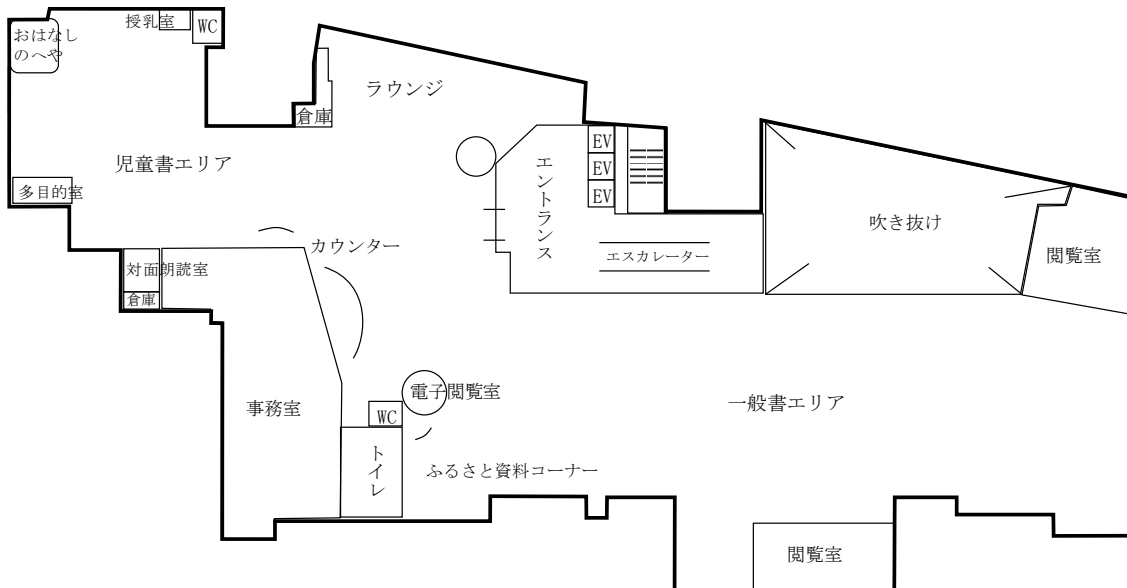 授乳室
WC
おはなし
のへや
ラウンジ
倉庫
EV
EV
EV
エントランス
児童書エリア
多目的室
吹き抜け
カウンター
エスカレーター
閲覧室
対面朗読室
倉庫
電子閲覧室
事務室
WC
一般書エリア
トイレ
ふるさと資料コーナー
閲覧室